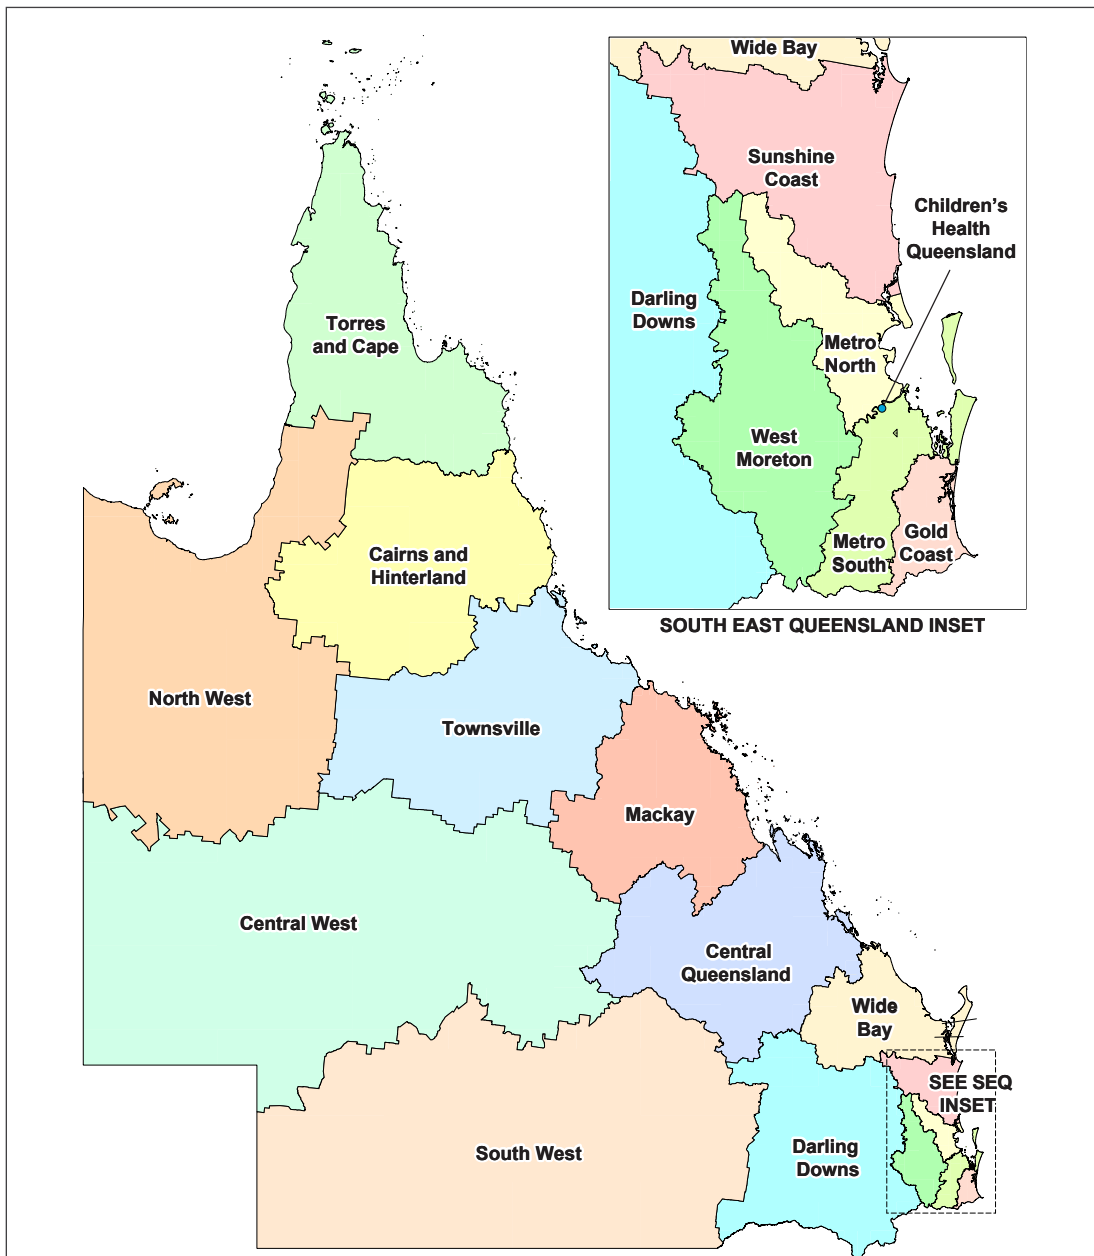 Wide Bay
Sunshine
Coast
Children's
Health
Queensland
Darling
Downs
Metro
North
West
Moreton
Metro
South
Gold
Coast
SOUTH EAST QUEENSLAND INSET
Torres
and Cape
Cairns and
Hinterland
North West
Townsville
Mackay
Central West
Central
Queensland
Wide
Bay
SEE SEQ
INSET
South West
Darling
Downs